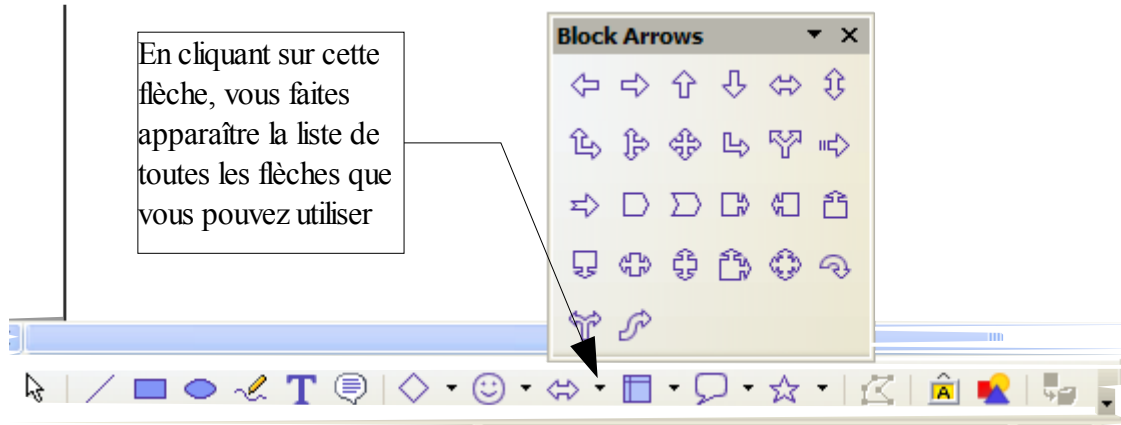 En cliquant sur cette
flèche, vous faites
apparaître la liste de
toutes les flèches que
vous pouvez utiliser
Block Arrows
T
A